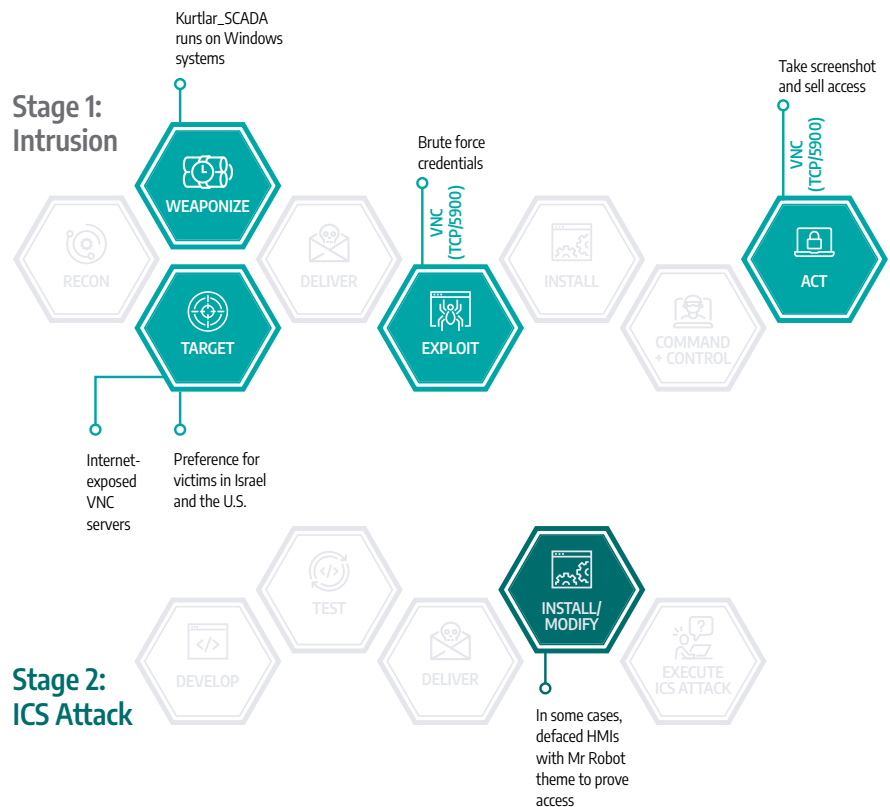 Kurtlar_SCADA
runs on Windows
systems
Take screenshot
and sell access
Stage 1:
Intrusion
Brute force
credentials
VNC
(TCP/5900)
VNC
(TCP/5900)
WEAPONIZE
RECON
DELIVER
INSTALL
ACT
TARGET
EXPLOIT
COMMAND
+ CONTROL
Internet-
exposed
VNC
servers
Preference for
victims in Israel
and the U.S.
TEST
INSTALL/
MODIFY
DEVELOP
DELIVER
EXECUTE
ICS ATTACK
Stage 2:
ICS Attack
In some cases,
defaced HMIs
with Mr Robot
theme to prove
access